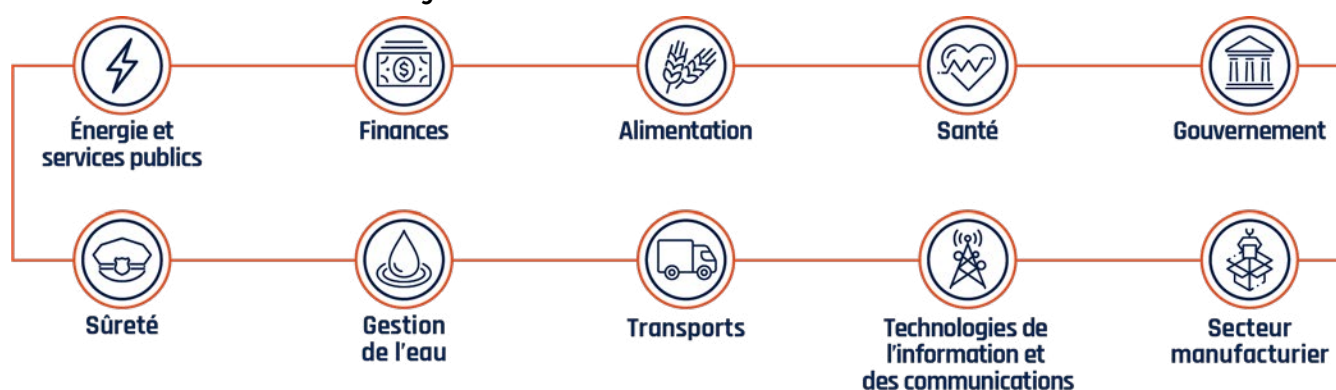 Énergie et
services publics
Finances
Alimentation
Santé
Gouvernement
Sûreté
Gestion
de l'eau
Transports
Technologies de
l'information et
des communications
Secteur
manufacturier